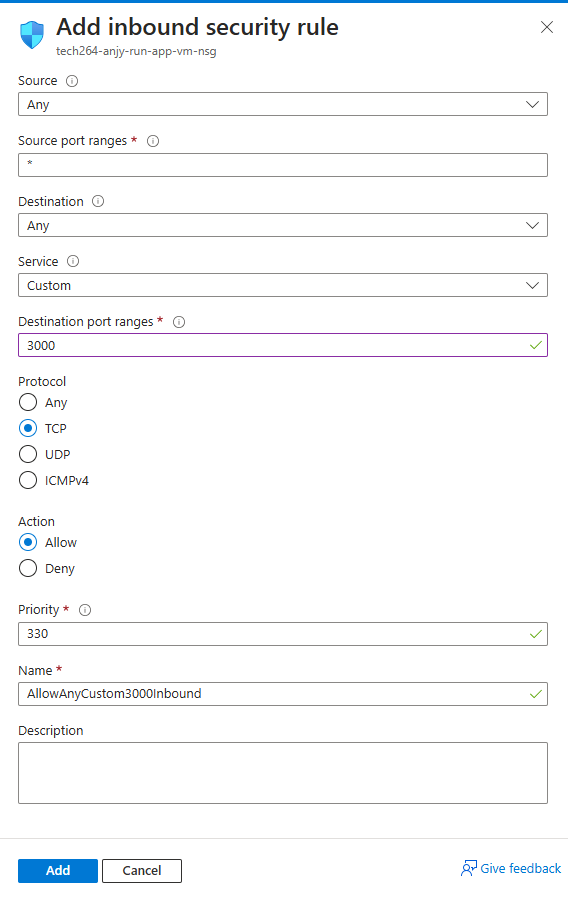 Add inbound security rule
tech264-anjy-run-app-vm-nsg
Source
Any
Source port ranges *
*
Destination
Any
Service
Custom
Destination port ranges *
3000
Protocol
Any
TCP
UDP
ICMPv4
Action
Allow
Deny
Priority *
330
Name *
AllowAnyCustom3000Inbound
Description
Add Cancel Give feedback